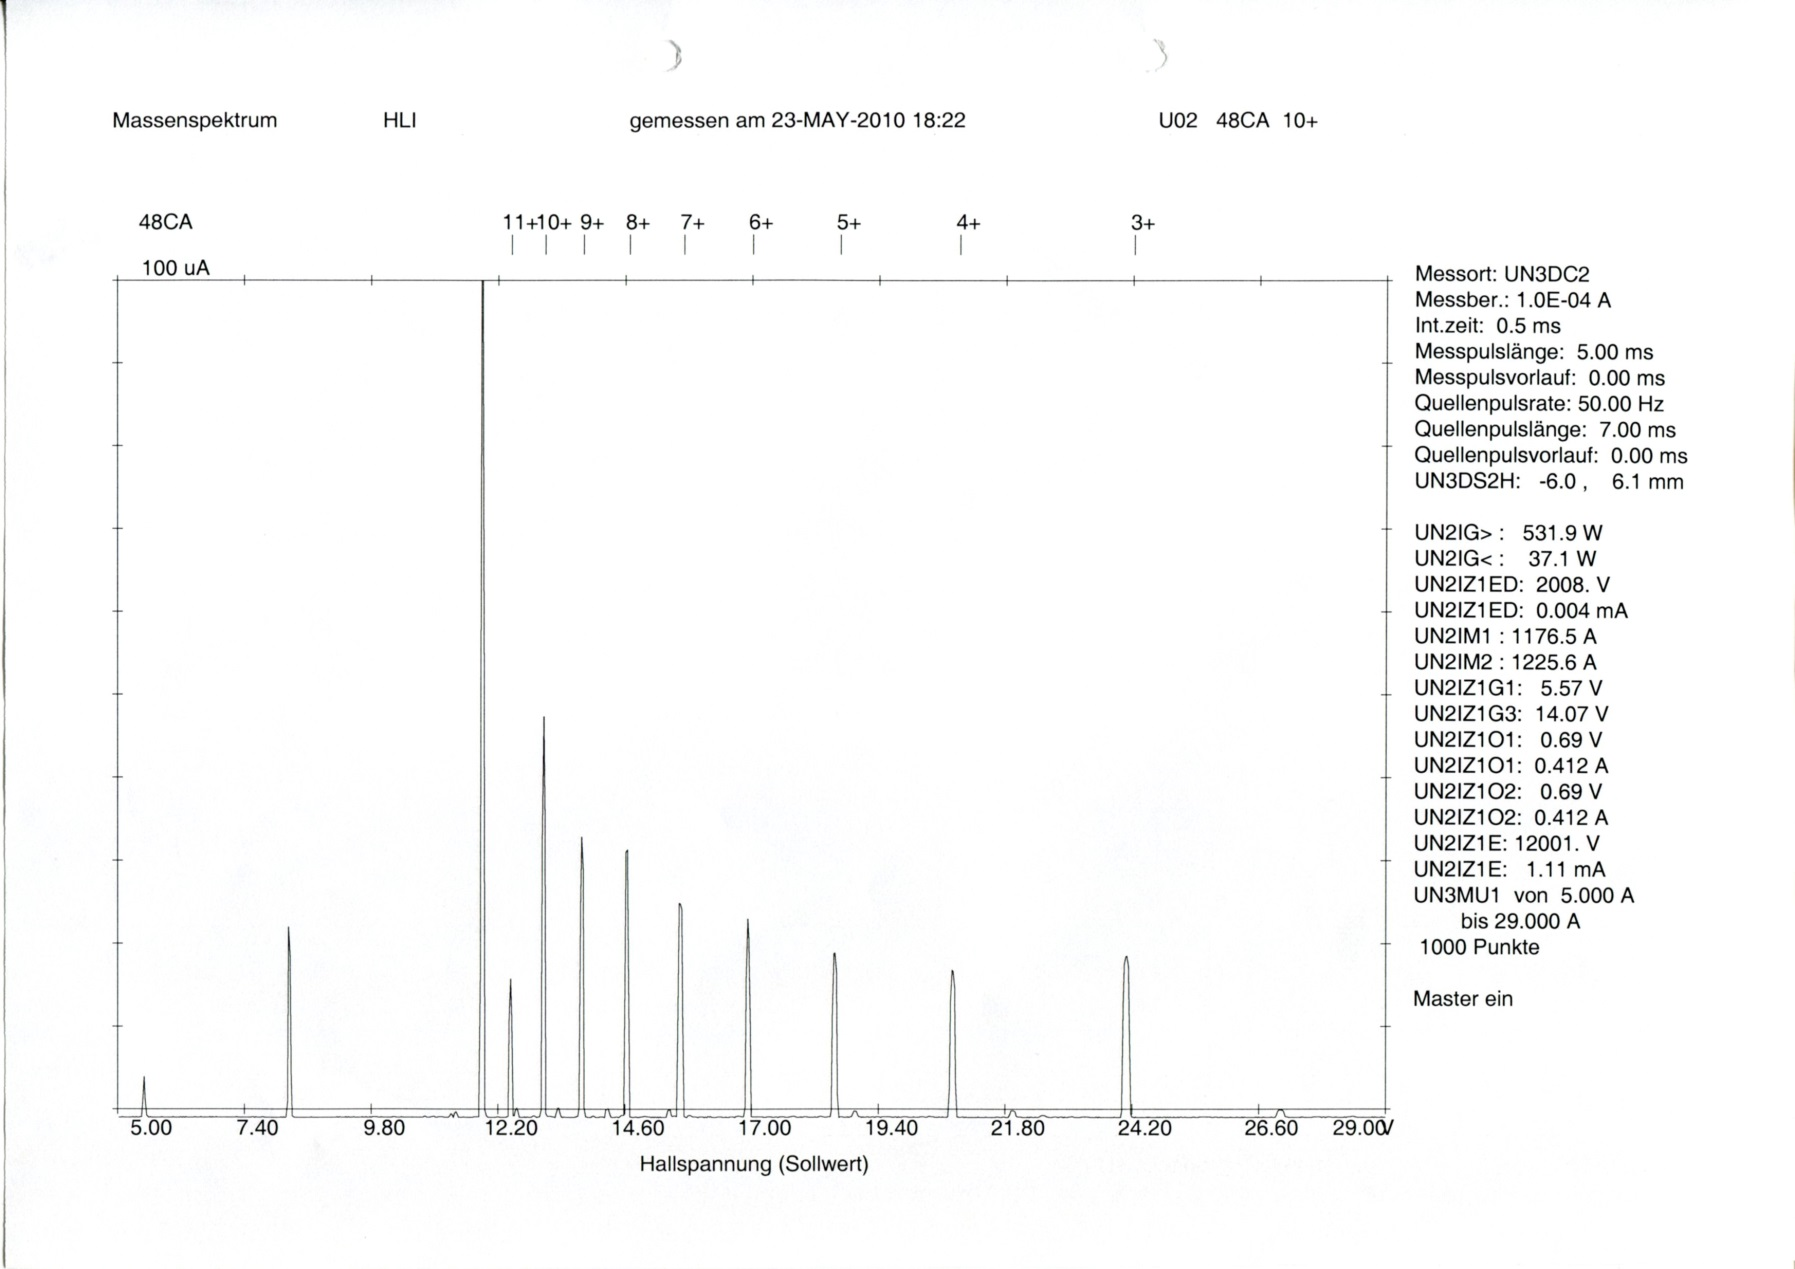 Massenspektrum HLI gemessen am 23-MAY-2010 18:22 U02 48CA 10+
48CA 11+ 10+ 9+ 8+ 7+ 6+ 5+ 4+ 3+
100 uA
Messort: UN3DC2
Messber.: 1.0E-04 A
Int.zeit: 0.5 ms
Messpulslänge: 5.00 ms
Messpulsvorlauf: 0.00 ms
Quellenpulsrate: 50.00 Hz
Quellenpulslänge: 7.00 ms
Quellenpulsvorlauf: 0.00 ms
UN3DS2H: -6.0 , 6.1 mm
UN2IG> : 531.9 W
UN2IG< : 37.1 W
UN2IZ1ED: 2008. V
UN2IZ1ED: 0.004 mA
UN2IM1 : 1176.5 A
UN2IM2 : 1225.6 A
UN2IZ1G1: 5.57 V
UN2IZ1G3: 14.07 V
UN2IZ1O1: 0.69 V
UN2IZ1O1: 0.412 A
UN2IZ1O2: 0.69 V
UN2IZ1O2: 0.412 A
UN2IZ1E: 12001. V
UN2IZ1E: 1.11 mA
UN3MU1 von 5.000 A
bis 29.000 A
1000 Punkte
Master ein
5.00 7.40 9.80 12.20 14.60 17.00 19.40 21.80 24.20 26.60 29.00V
Hallspannung (Sollwert)